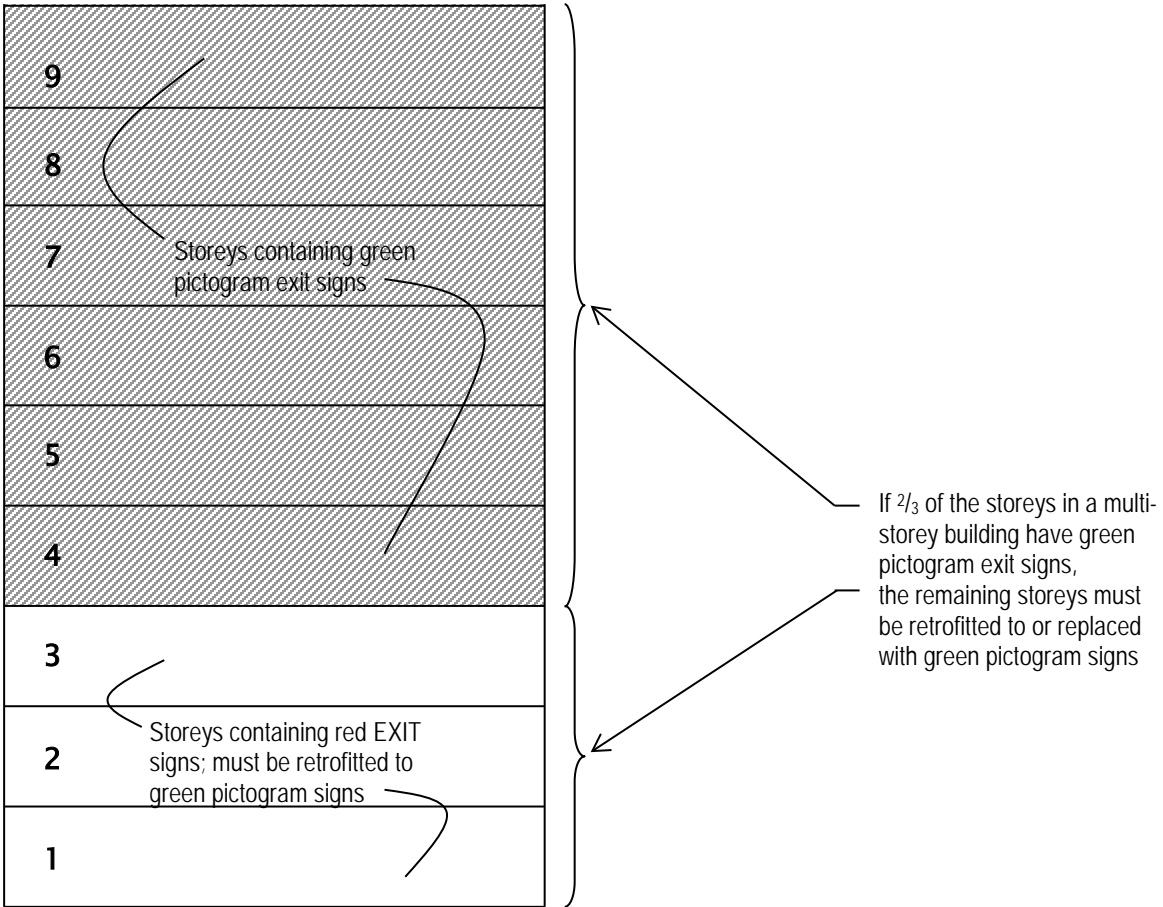 9
8
7
Storeys containing green
pictogram exit signs
6
5
4
If 2/3 of the storeys in a multi-
storey building have green
pictogram exit signs,
the remaining storeys must
be retrofitted to or replaced
with green pictogram signs
3
Storeys containing red EXIT
signs; must be retrofitted to
green pictogram signs
2
1